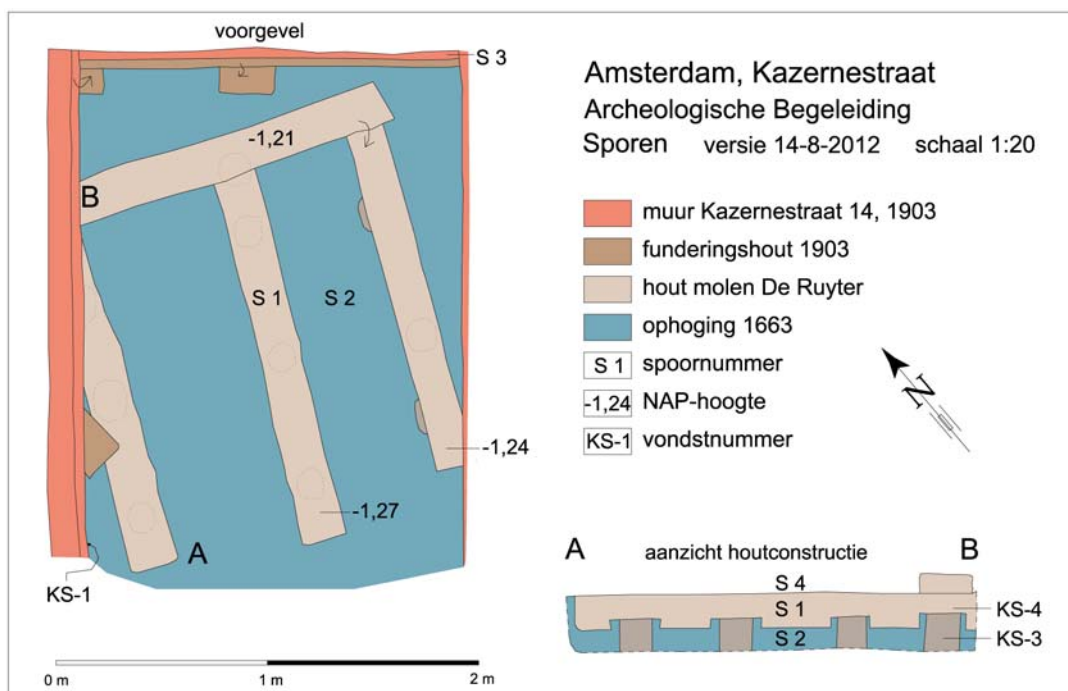 voorgevel
S 3
-1,21
B
S 1
S 2
-1,24
-1,27
A
KS-1
0 m
1 m
2 m
Amsterdam, Kazernestraat
Archeologische Begeleiding
Sporen versie 14-8-2012 schaal 1:20
muur Kazernestraat 14, 1903
funderingshout 1903
hout molen De Ruyter
ophoging 1663
S 1 spoornummer
-1,24 NAP-hoogte
KS-1 vondstnummer
N
A aanzicht houtconstructie B
S 4
S 1 KS-4
S 2 KS-3